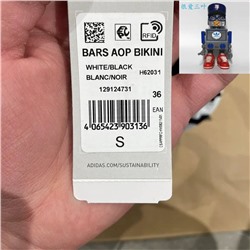 RFID
BARS AOP BIKINI
WHITE/BLACK
H62031
BLANC/NOIR
129124731
36
EAN
4 065423 903136
S
ADIDAS.COM/SUSTAINABILITY